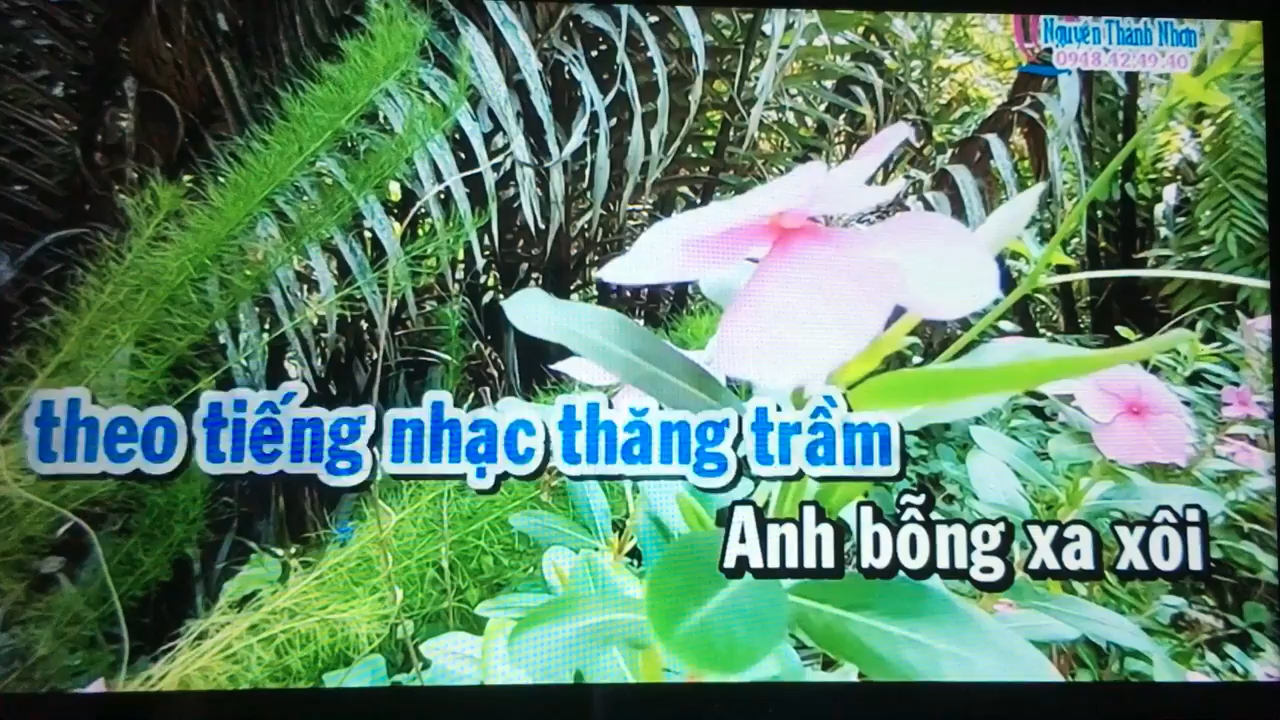 Nguyễn Thành Nhơn
0948.42.49.40
theo tiếng nhạc thăng trầm
Anh bỗng xa xôi